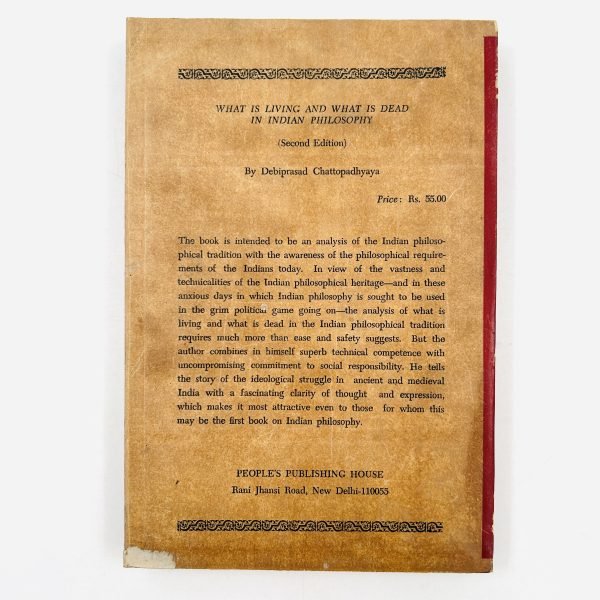 WHAT IS LIVING AND WHAT IS DEAD
IN INDIAN PHILOSOPHY
(Second Edition)
By Debiprasad Chattopadhyaya
Price: Rs. 55.00
The book is intended to be an analysis of the Indian philoso-
phical tradition with the awareness of the philosophical require-
ments of the Indians today. In view of the vastness and
technicalities of the Indian philosophical heritage—and in these
anxious days in which Indian philosophy is sought to be used
in the grim political game going on—the analysis of what is
living and what is dead in the Indian philosophical tradition
requires much more than ease and safety suggests. But the
author combines in himself superb technical competence with
uncompromising commitment to social responsibility. He tells
the story of the ideological struggle in ancient and medieval
India with a fascinating clarity of thought and expression,
which makes it most attractive even to those for whom this
may be the first book on Indian philosophy.
PEOPLE'S PUBLISHING HOUSE
Rani Jhansi Road, New Delhi-110055